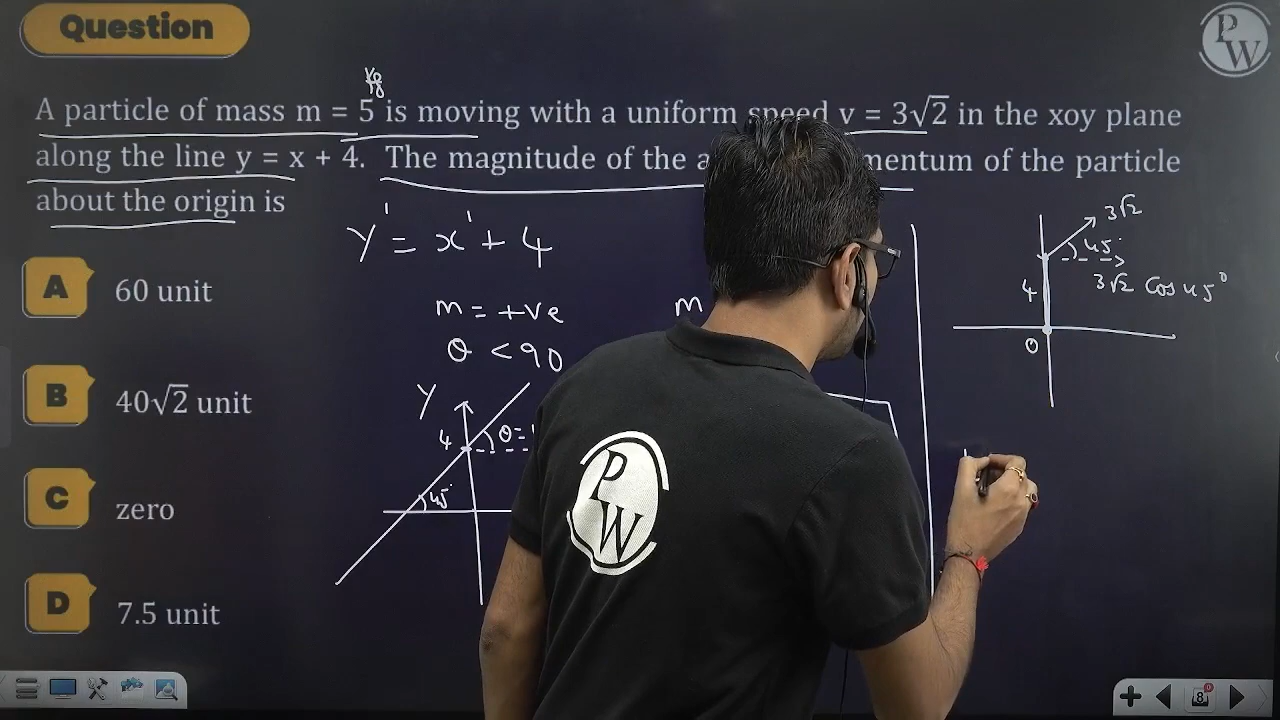 Question
P
W
kg
A particle of mass m = 5 is moving with a uniform speed v = 3√2 in the xoy plane
along the line y = x + 4. The magnitude of the a mentum of the particle
about the origin is
A 60 unit
B 40√2 unit
C zero
D 7.5 unit
Y' = x' + 4
m = +ve
θ < 90
m
Y
4
θ=
45°
3√2
45°
3√2 Cos 45°
4
O
P
W
8
0